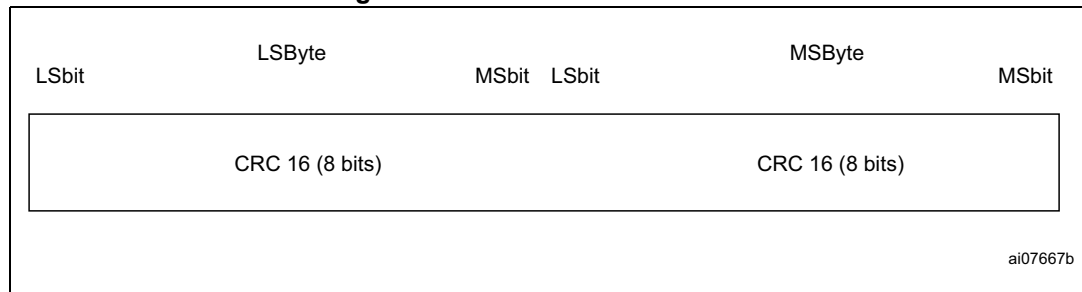 LSByte MSByte
LSbit MSbit LSbit MSbit
CRC 16 (8 bits) CRC 16 (8 bits)
ai07667b